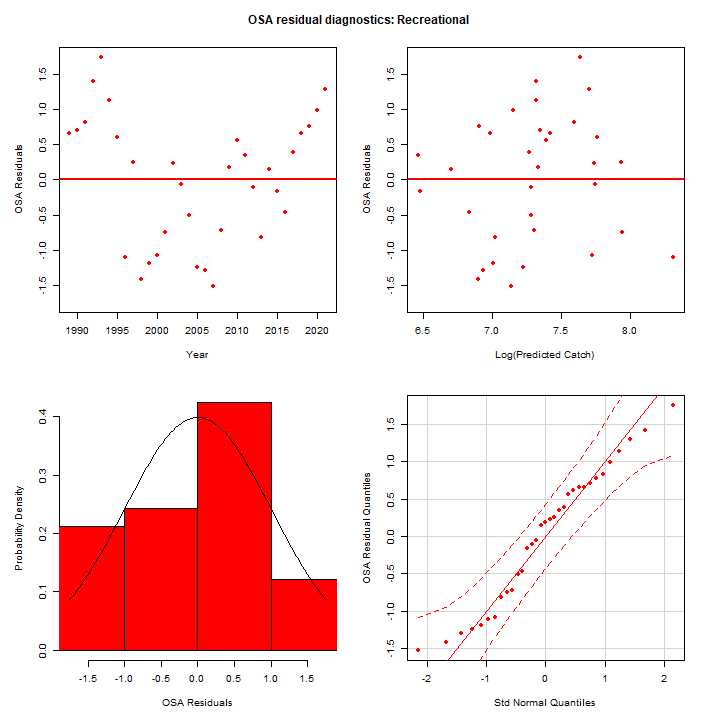 OSA residual diagnostics: Recreational
OSA Residuals
1.5
1.0
0.5
0.0
-0.5
-1.0
-1.5
1990 1995 2000 2005 2010 2015 2020
Year
OSA Residuals
1.5
1.0
0.5
0.0
-0.5
-1.0
-1.5
6.5 7.0 7.5 8.0
Log(Predicted Catch)
Probability Density
0.4
0.3
0.2
0.1
0.0
-1.5 -1.0 -0.5 0.0 0.5 1.0 1.5
OSA Residuals
OSA Residual Quantiles
1.5
1.0
0.5
0.0
-0.5
-1.0
-1.5
-2 -1 0 1 2
Std Normal Quantiles